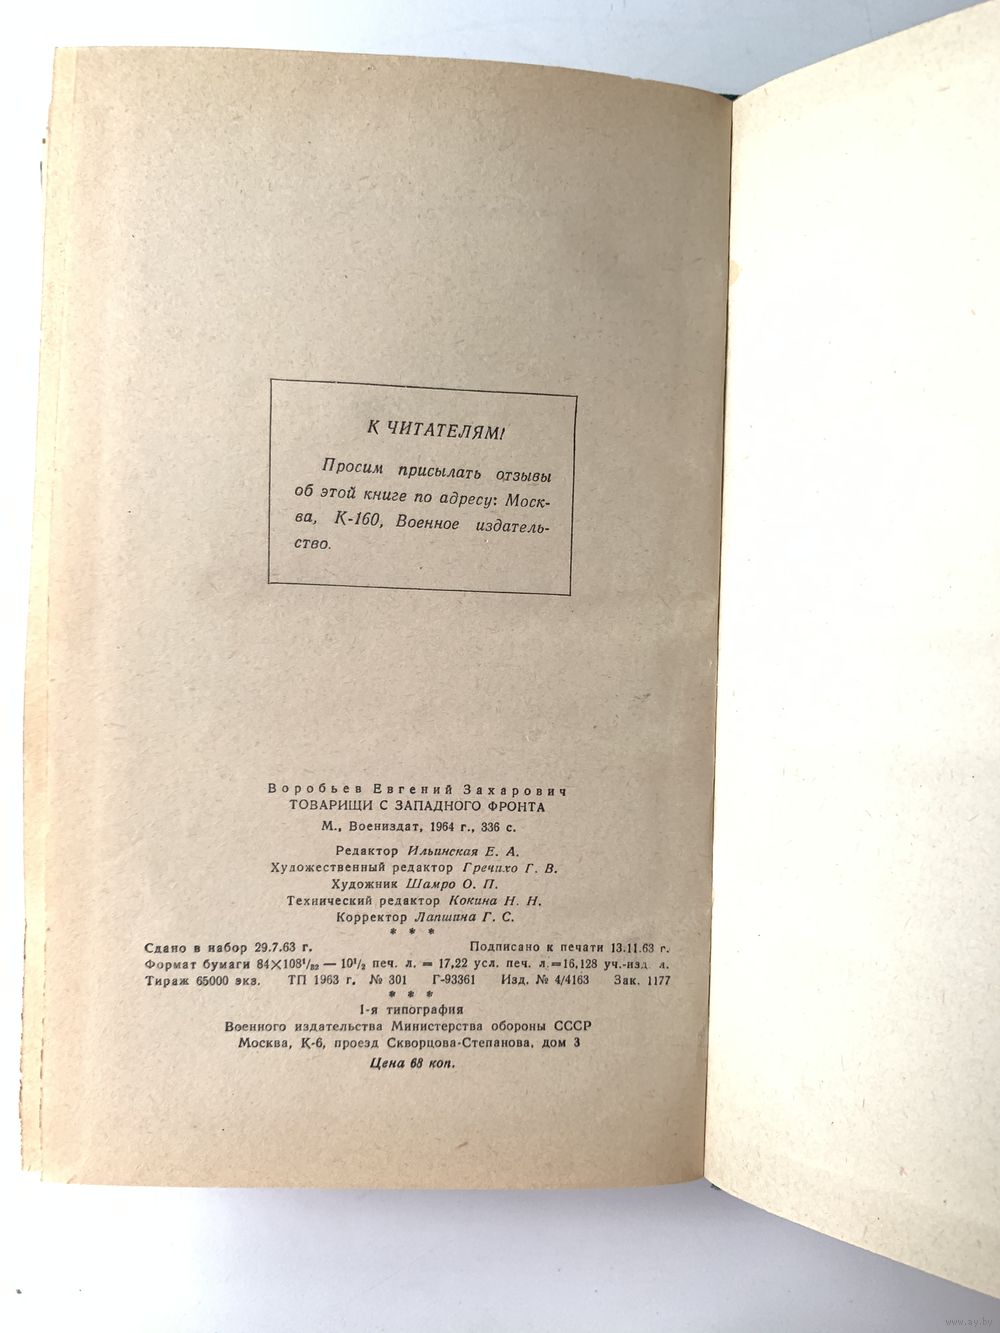 К ЧИТАТЕЛЯМ!
Просим присылать отзывы
об этой книге по адресу: Моск-
ва, К-160, Военное издатель-
ство.
Воробьев Евгений Захарович
ТОВАРИЩИ С ЗАПАДНОГО ФРОНТА
М., Воениздат, 1964 г., 336 с.
Редактор Ильинская Е. А.
Художественный редактор Гречихо Г. В.
Художник Шамро О. П.
Технический редактор Кокина Н. Н.
Корректор Лапшина Г. С.
* * *
Сдано в набор 29.7.63 г. Подписано к печати 13.11.63 г.
Формат бумаги 84×108¹/₃₂ — 10¹/₂ печ. л. = 17,22 усл. печ. л.=16,128 уч.-изд. л.
Тираж 65000 экз. ТП 1963 г. № 301 Г-93361 Изд. № 4/4163 Зак. 1177
* * *
1-я типография
Военного издательства Министерства обороны СССР
Москва, К-6, проезд Скворцова-Степанова, дом 3
Цена 68 коп.
www.ay.by